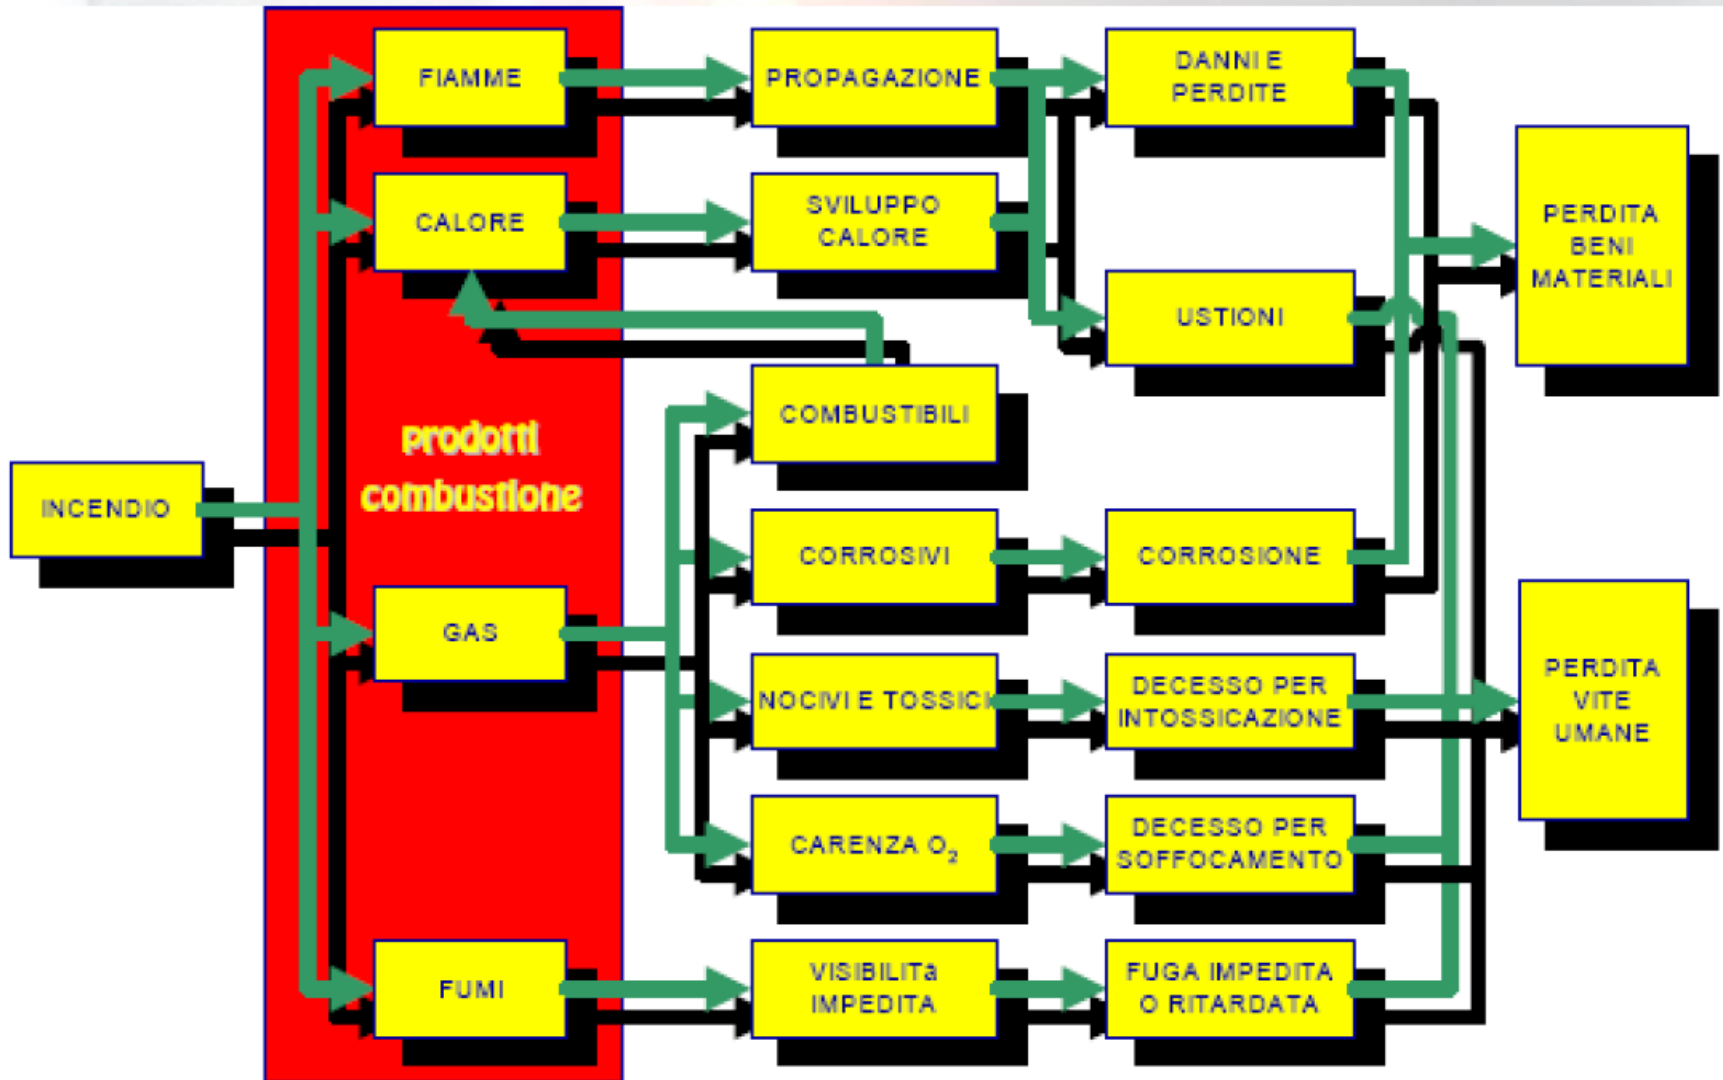 FIAMME
PROPAGAZIONE
DANNI E
PERDITE
CALORE
SVILUPPO
CALORE
PERDITA
BENI
MATERIALI
USTIONI
COMBUSTIBILI
prodotti
combustione
INCENDIO
CORROSIVI
CORROSIONE
GAS
NOCIVI E TOSSICI
DECESSO PER
INTOSSICAZIONE
PERDITA
VITE
UMANE
CARENZA O₂
DECESSO PER
SOFFOCAMENTO
FUMI
VISIBILITà
IMPEDITA
FUGA IMPEDITA
O RITARDATA